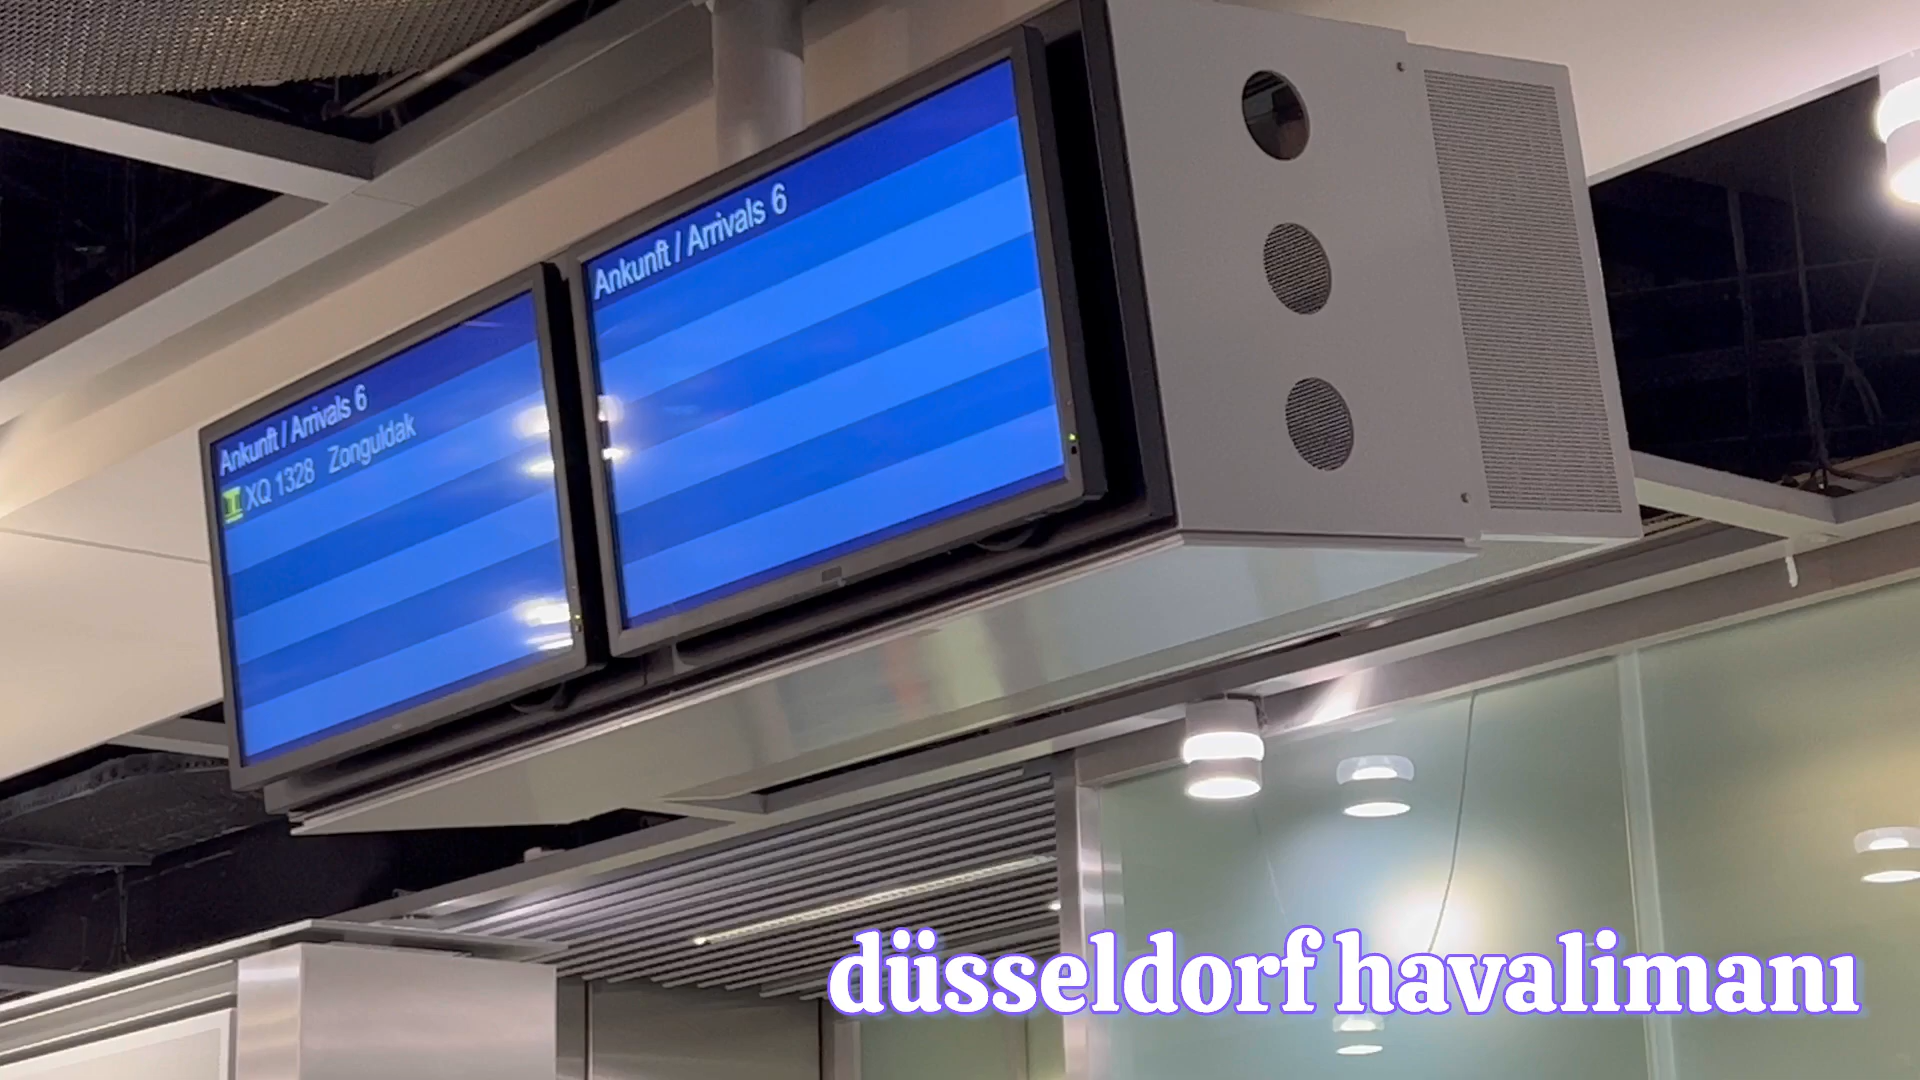 Ankunft / Arrivals 6
XQ 1328 Zonguldak
Ankunft / Arrivals 6
düsseldorf havalimanı